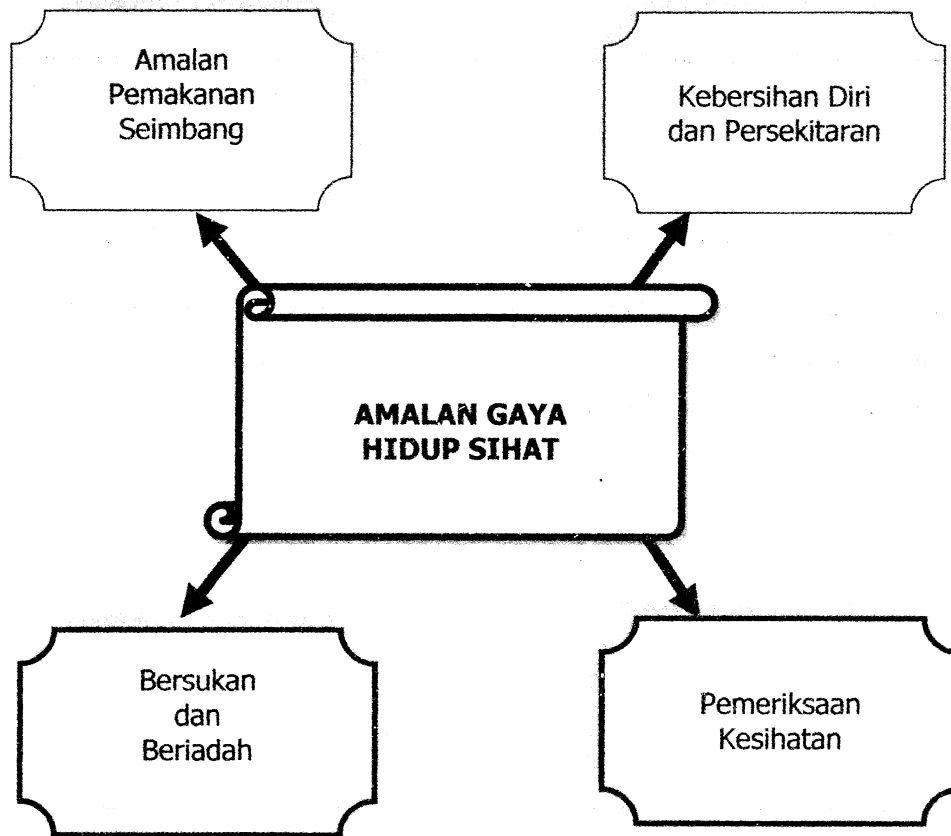 Amalan
Pemakanan
Seimbang
Kebersihan Diri
dan Persekitaran
AMALAN GAYA
HIDUP SIHAT
Bersukan
dan
Beriadah
Pemeriksaan
Kesihatan